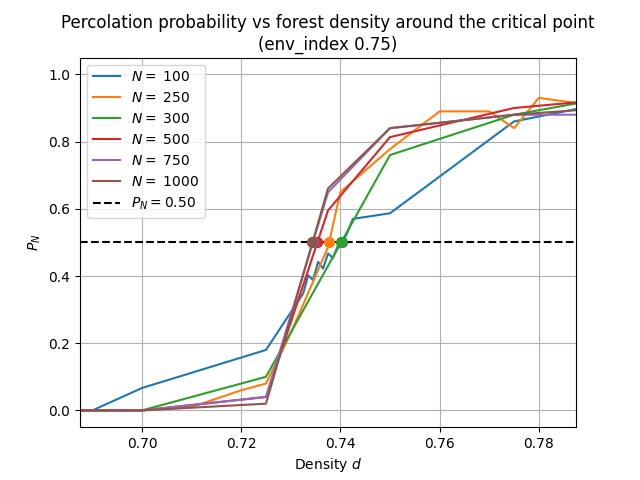 Percolation probability vs forest density around the critical point
(env_index 0.75)
1.0
0.8
0.6
0.4
0.2
0.0
P_N
N = 100
N = 250
N = 300
N = 500
N = 750
N = 1000
P_N = 0.50
0.70 0.72 0.74 0.76 0.78
Density d